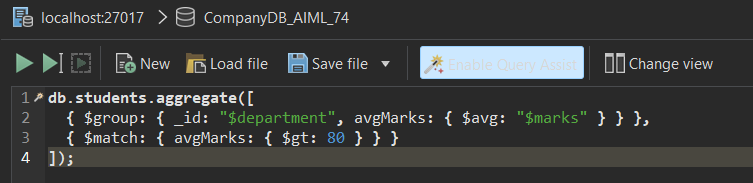 localhost:27017 > CompanyDB_AIML_74
New Load file Save file Enable Query Assist Change view
1 db.students.aggregate([
2 { $group: { _id: "$department", avgMarks: { $avg: "$marks" } } },
3 { $match: { avgMarks: { $gt: 80 } } }
4 ]);